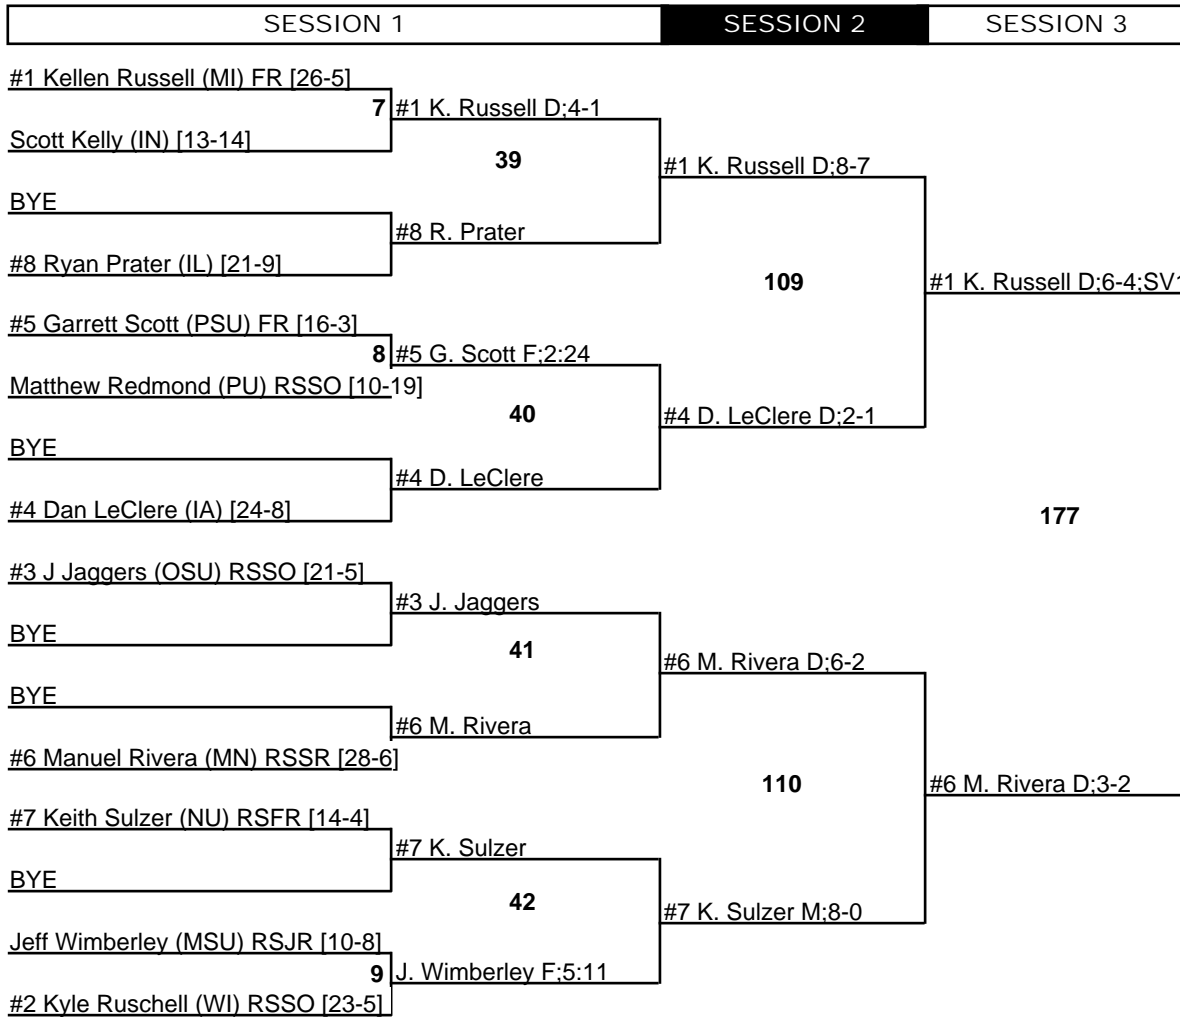 SESSION 1 SESSION 2 SESSION 3
#1 Kellen Russell (MI) FR [26-5]
7 #1 K. Russell D;4-1
Scott Kelly (IN) [13-14]
39
#1 K. Russell D;8-7
BYE
#8 R. Prater
#8 Ryan Prater (IL) [21-9]
109
#1 K. Russell D;6-4;SV1
#5 Garrett Scott (PSU) FR [16-3]
8 #5 G. Scott F;2:24
Matthew Redmond (PU) RSSO [10-19]
40
#4 D. LeClere D;2-1
BYE
#4 D. LeClere
#4 Dan LeClere (IA) [24-8]
177
#3 J Jaggers (OSU) RSSO [21-5]
#3 J. Jaggers
BYE
41
#6 M. Rivera D;6-2
BYE
#6 M. Rivera
#6 Manuel Rivera (MN) RSSR [28-6]
110
#6 M. Rivera D;3-2
#7 Keith Sulzer (NU) RSFR [14-4]
#7 K. Sulzer
BYE
42
#7 K. Sulzer M;8-0
Jeff Wimberley (MSU) RSJR [10-8]
9 J. Wimberley F;5:11
#2 Kyle Ruschell (WI) RSSO [23-5]